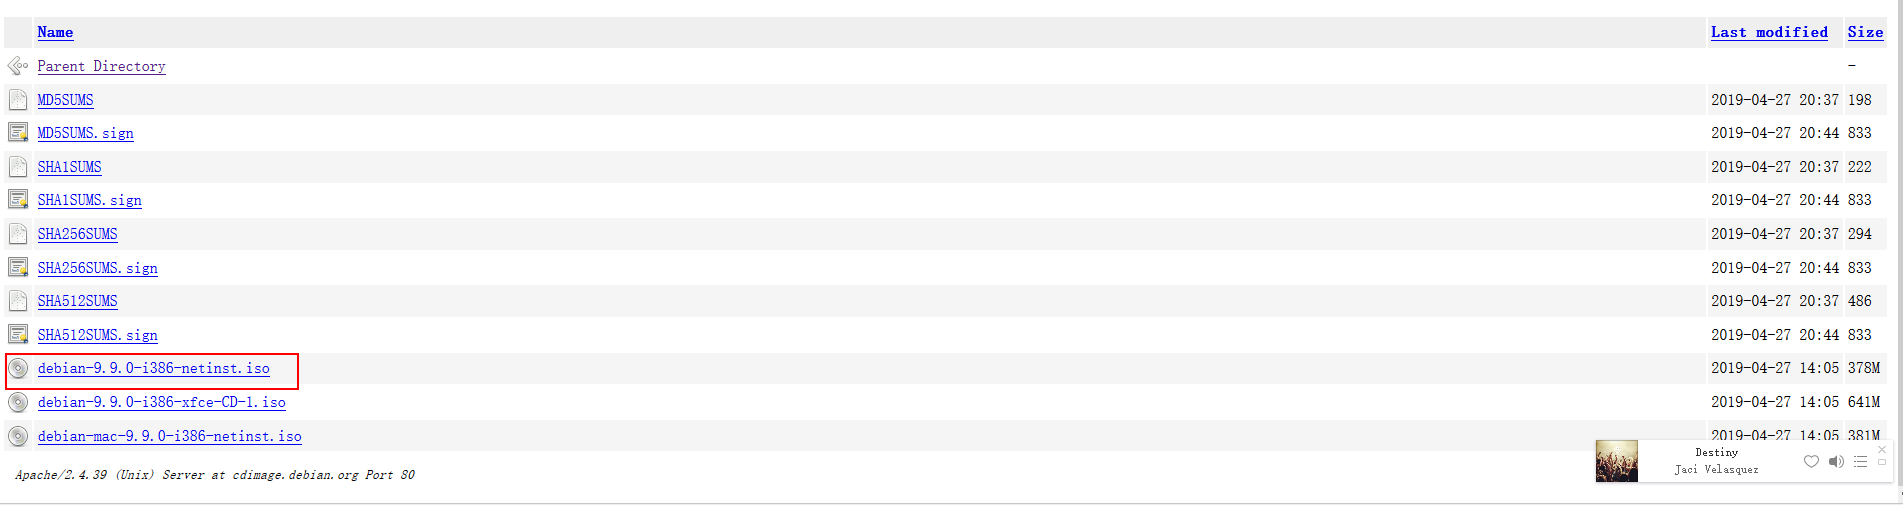 Name Last modified Size
Parent Directory -
MD5SUMS 2019-04-27 20:37 198
MD5SUMS.sign 2019-04-27 20:44 833
SHA1SUMS 2019-04-27 20:37 222
SHA1SUMS.sign 2019-04-27 20:44 833
SHA256SUMS 2019-04-27 20:37 294
SHA256SUMS.sign 2019-04-27 20:44 833
SHA512SUMS 2019-04-27 20:37 486
SHA512SUMS.sign 2019-04-27 20:44 833
debian-9.9.0-i386-netinst.iso 2019-04-27 14:05 378M
debian-9.9.0-i386-xfce-CD-1.iso 2019-04-27 14:05 641M
debian-mac-9.9.0-i386-netinst.iso 2019-04-27 14:05 381M
Apache/2.4.39 (Unix) Server at cdimage.debian.org Port 80
Destiny
Jaci Velasquez